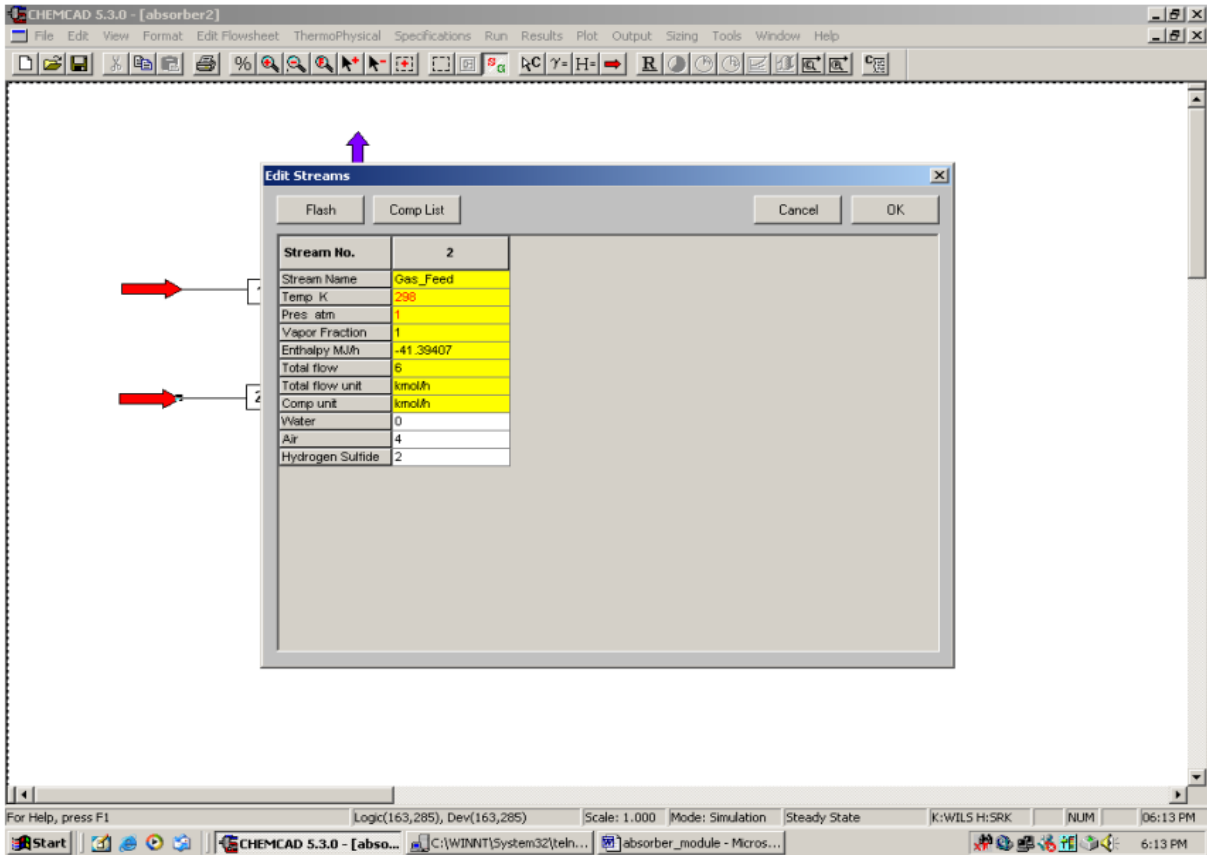 CHEMCAD 5.3.0 - [absorber2]
File Edit View Format Edit Flowsheet ThermoPhysical Specifications Run Results Plot Output Sizing Tools Window Help
% R
Edit Streams
Flash Comp List Cancel OK
Stream No. 2
Stream Name Gas_Feed
Temp K 298
Pres atm 1
Vapor Fraction 1
Enthalpy MJ/h -41.39407
Total flow 6
Total flow unit kmol/h
Comp unit kmol/h
Water 0
Air 4
Hydrogen Sulfide 2
1
2
For Help, press F1 Logic(163,285), Dev(163,285) Scale: 1.000 Mode: Simulation Steady State K:WILS H:SRK NUM 06:13 PM
Start CHEMCAD 5.3.0 - [abso... C:\WINNT\System32\teln... absorber_module - Micros... 6:13 PM